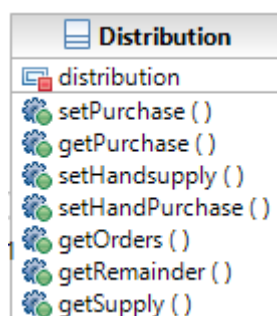 Distribution
distribution
setPurchase ( )
getPurchase ( )
setHandsupply ( )
setHandPurchase ( )
getOrders ( )
getRemainder ( )
getSupply ( )